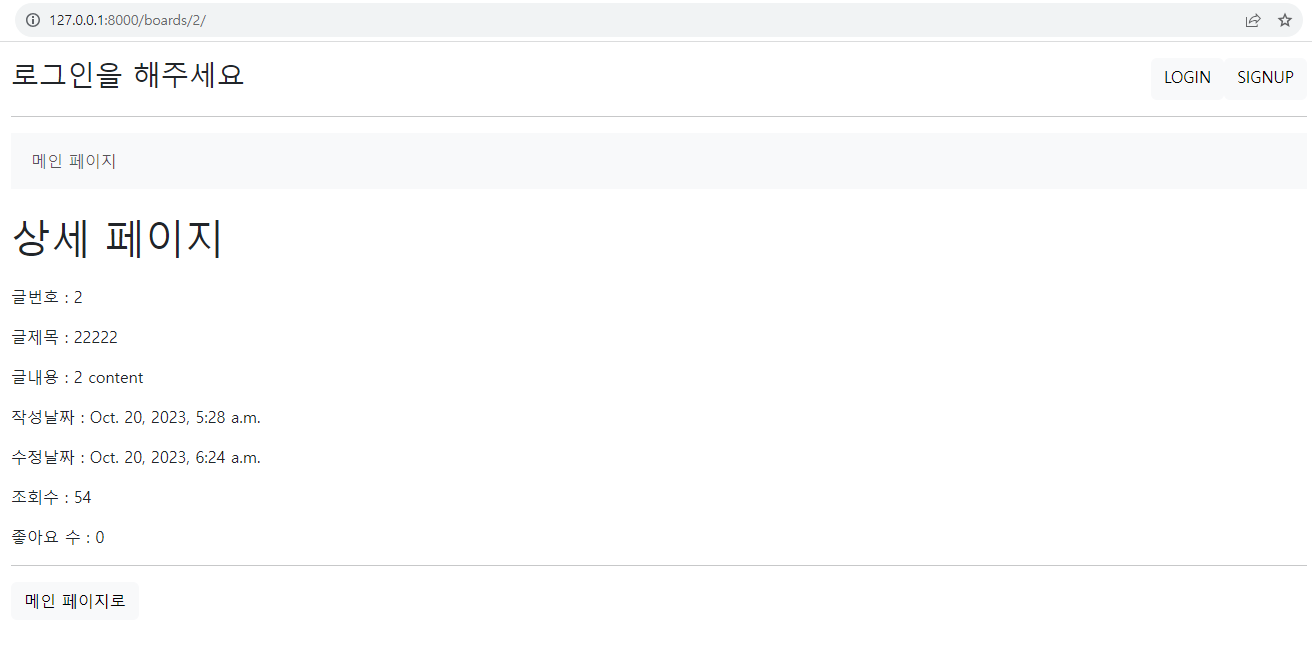 127.0.0.1:8000/boards/2/
로그인을 해주세요
LOGIN SIGNUP
메인 페이지
상세 페이지
글번호 : 2
글제목 : 22222
글내용 : 2 content
작성날짜 : Oct. 20, 2023, 5:28 a.m.
수정날짜 : Oct. 20, 2023, 6:24 a.m.
조회수 : 54
좋아요 수 : 0
메인 페이지로